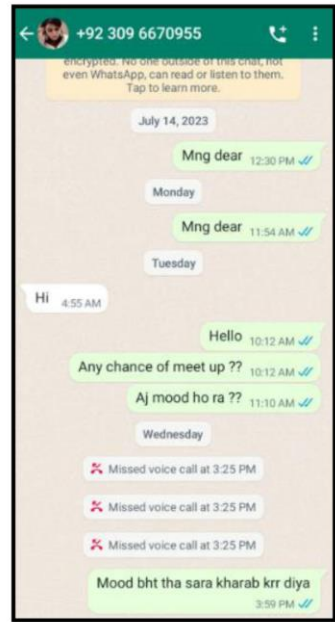 +92 309 6670955
encrypted. No one outside of this chat, not
even WhatsApp, can read or listen to them.
Tap to learn more.
July 14, 2023
Mng dear 12:30 PM
Monday
Mng dear 11:54 AM
Tuesday
Hi 4:55 AM
Hello 10:12 AM
Any chance of meet up ?? 10:12 AM
Aj mood ho ra ?? 11:10 AM
Wednesday
Missed voice call at 3:25 PM
Missed voice call at 3:25 PM
Missed voice call at 3:25 PM
Mood bht tha sara kharab krr diya
3:59 PM